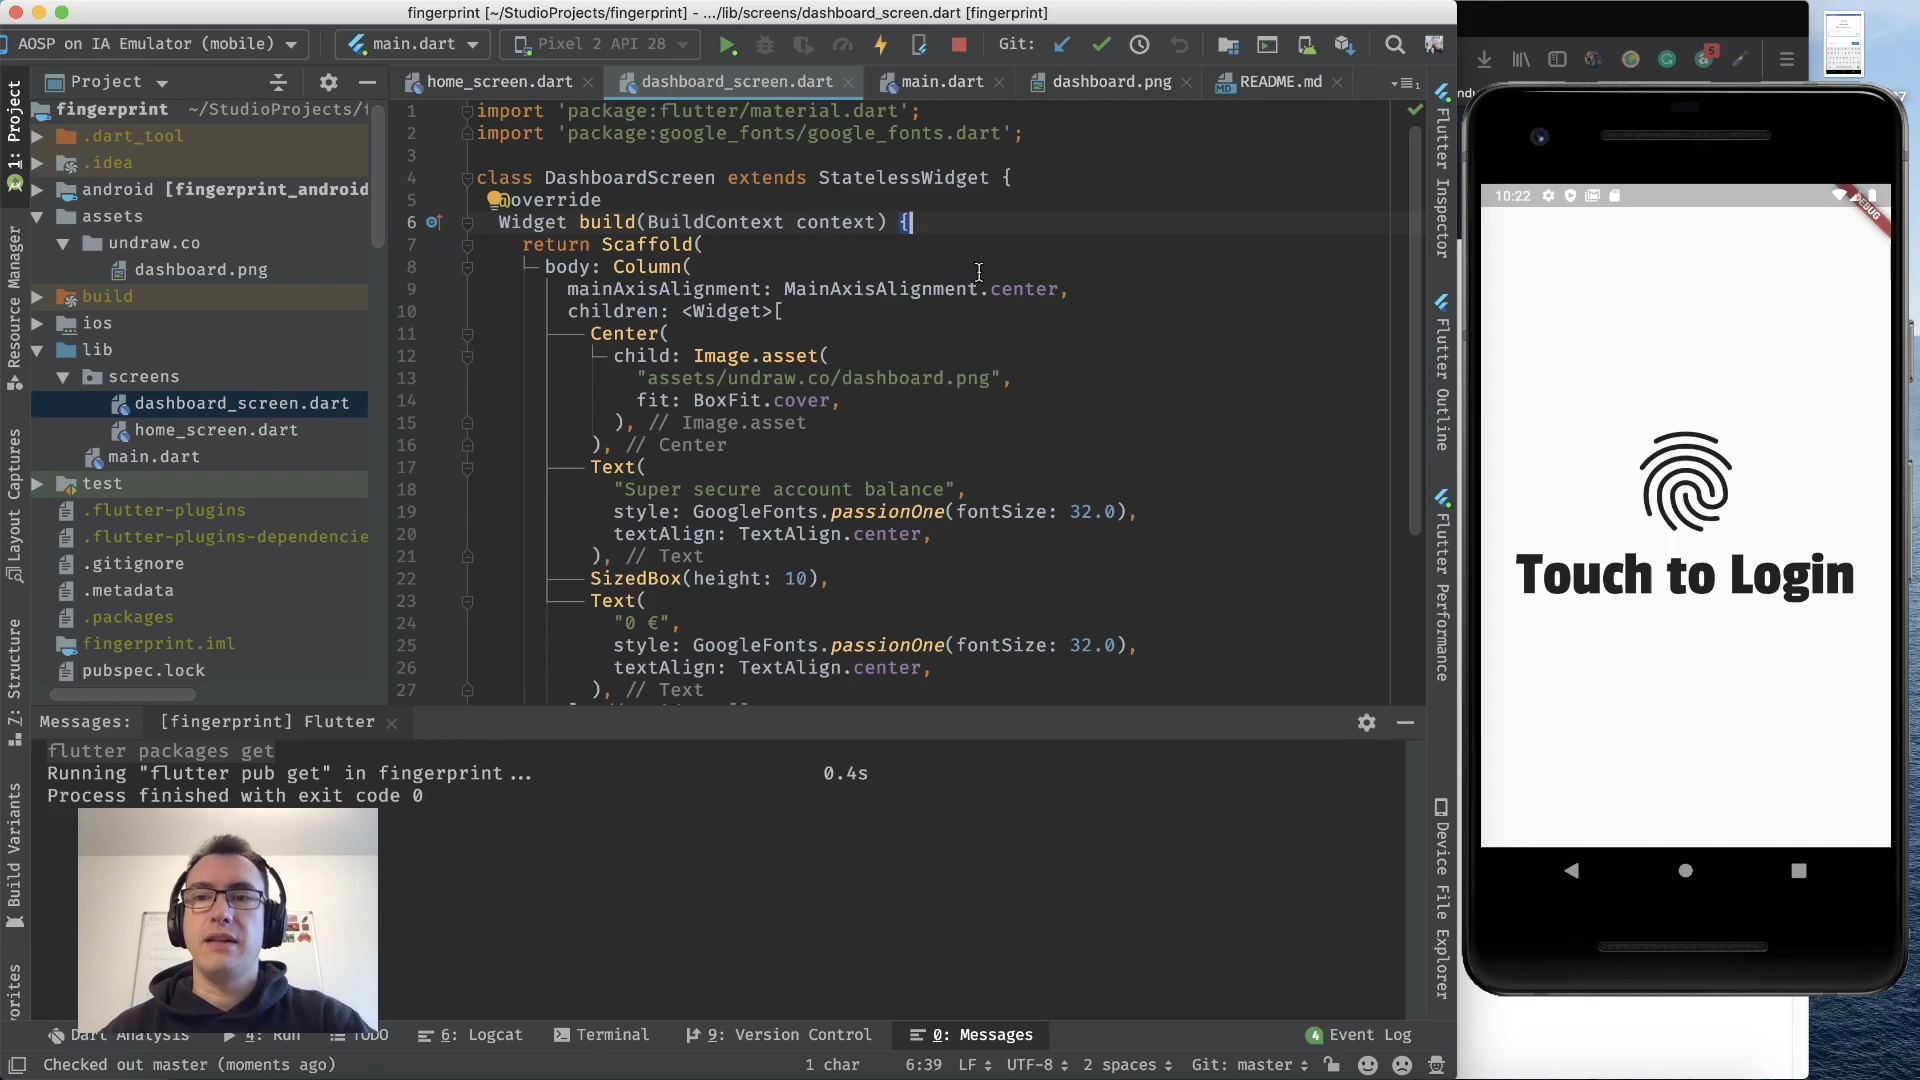 fingerprint [~/StudioProjects/fingerprint] - .../lib/screens/dashboard_screen.dart [fingerprint]
AOSP on IA Emulator (mobile)
main.dart
Pixel 2 API 28
Git:
Project
home_screen.dart
dashboard_screen.dart
main.dart
dashboard.png
MD
README.md
1: Project
Resource Manager
Layout Captures
7: Structure
Build Variants
fingerprint ~/StudioProjects/
.dart_tool
.idea
android [fingerprint_android
assets
undraw.co
dashboard.png
build
ios
lib
screens
dashboard_screen.dart
home_screen.dart
main.dart
test
.flutter-plugins
.flutter-plugins-dependencie
.gitignore
.metadata
.packages
fingerprint.iml
pubspec.lock
1 import 'package:flutter/material.dart';
2 import 'package:google_fonts/google_fonts.dart';
3
4 class DashboardScreen extends StatelessWidget {
5 @override
6 Widget build(BuildContext context) {
7 return Scaffold(
8 body: Column(
9 mainAxisAlignment: MainAxisAlignment.center,
10 children: <Widget>[
11 Center(
12 child: Image.asset(
13 "assets/undraw.co/dashboard.png",
14 fit: BoxFit.cover,
15 ), // Image.asset
16 ), // Center
17 Text(
18 "Super secure account balance",
19 style: GoogleFonts.passionOne(fontSize: 32.0),
20 textAlign: TextAlign.center,
21 ), // Text
22 SizedBox(height: 10),
23 Text(
24 "0 €",
25 style: GoogleFonts.passionOne(fontSize: 32.0),
26 textAlign: TextAlign.center,
27 ), // Text
Flutter Inspector
Flutter Outline
Flutter Performance
Device File Explorer
Messages:
[fingerprint] Flutter
flutter packages get
Running "flutter pub get" in fingerprint... 0.4s
Process finished with exit code 0
Dart Analysis
4: Run
TODO
6: Logcat
Terminal
9: Version Control
0: Messages
4 Event Log
Checked out master (moments ago)
1 char
6:39
LF
UTF-8
2 spaces
Git: master
5
10:22
DEBUG
Touch to Login